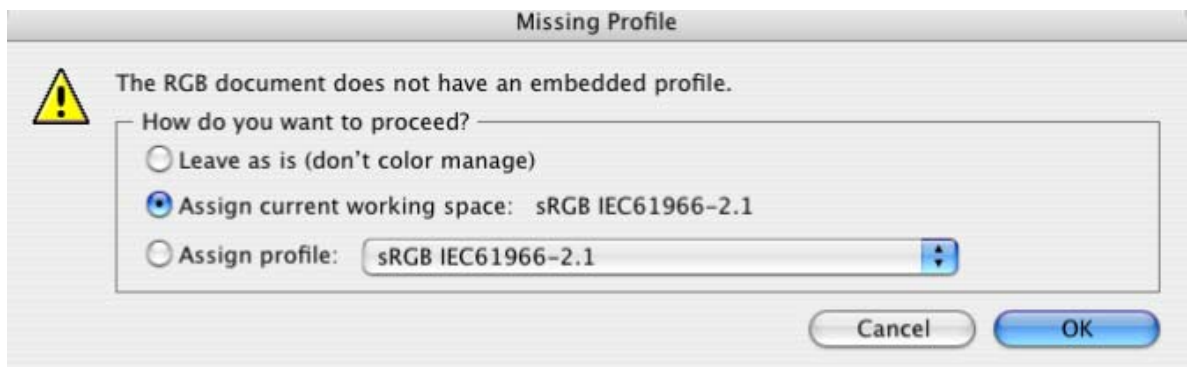 Missing Profile
The RGB document does not have an embedded profile.
How do you want to proceed?
Leave as is (don't color manage)
Assign current working space: sRGB IEC61966-2.1
Assign profile: sRGB IEC61966-2.1
Cancel OK